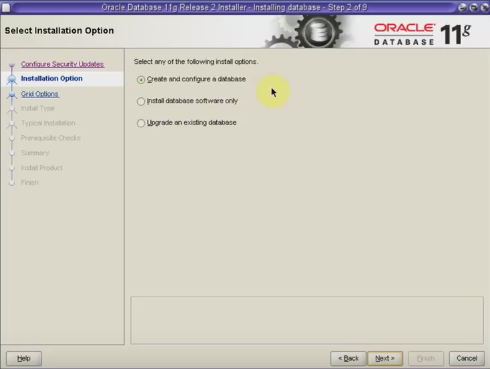 Oracle Database 11g Release 2 Installer - Installing database - Step 2 of 9
Select Installation Option
ORACLE
DATABASE
11g
Configure Security Updates
Installation Option
Grid Options
Install Type
Typical Installation
Prerequisite Checks
Summary
Install Product
Finish
Select any of the following install options.
Create and configure a database
Install database software only
Upgrade an existing database
Help
< Back
Next >
Finish
Cancel